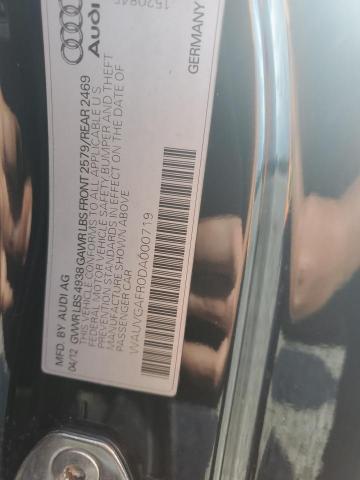 Audi
1520845
GERMANY
MFD. BY AUDI AG
04/12 GVWR LBS 4938 GAWR LBS FRONT 2579/REAR 2469
THIS VEHICLE CONFORMS TO ALL APPLICABLE U S
FEDERAL MOTOR VEHICLE SAFETY BUMPER AND THEFT
PREVENTION STANDARDS IN EFFECT ON THE DATE OF
MANUFACTURE SHOWN ABOVE
PASSENGER CAR
WAUVGAFR0DA000719